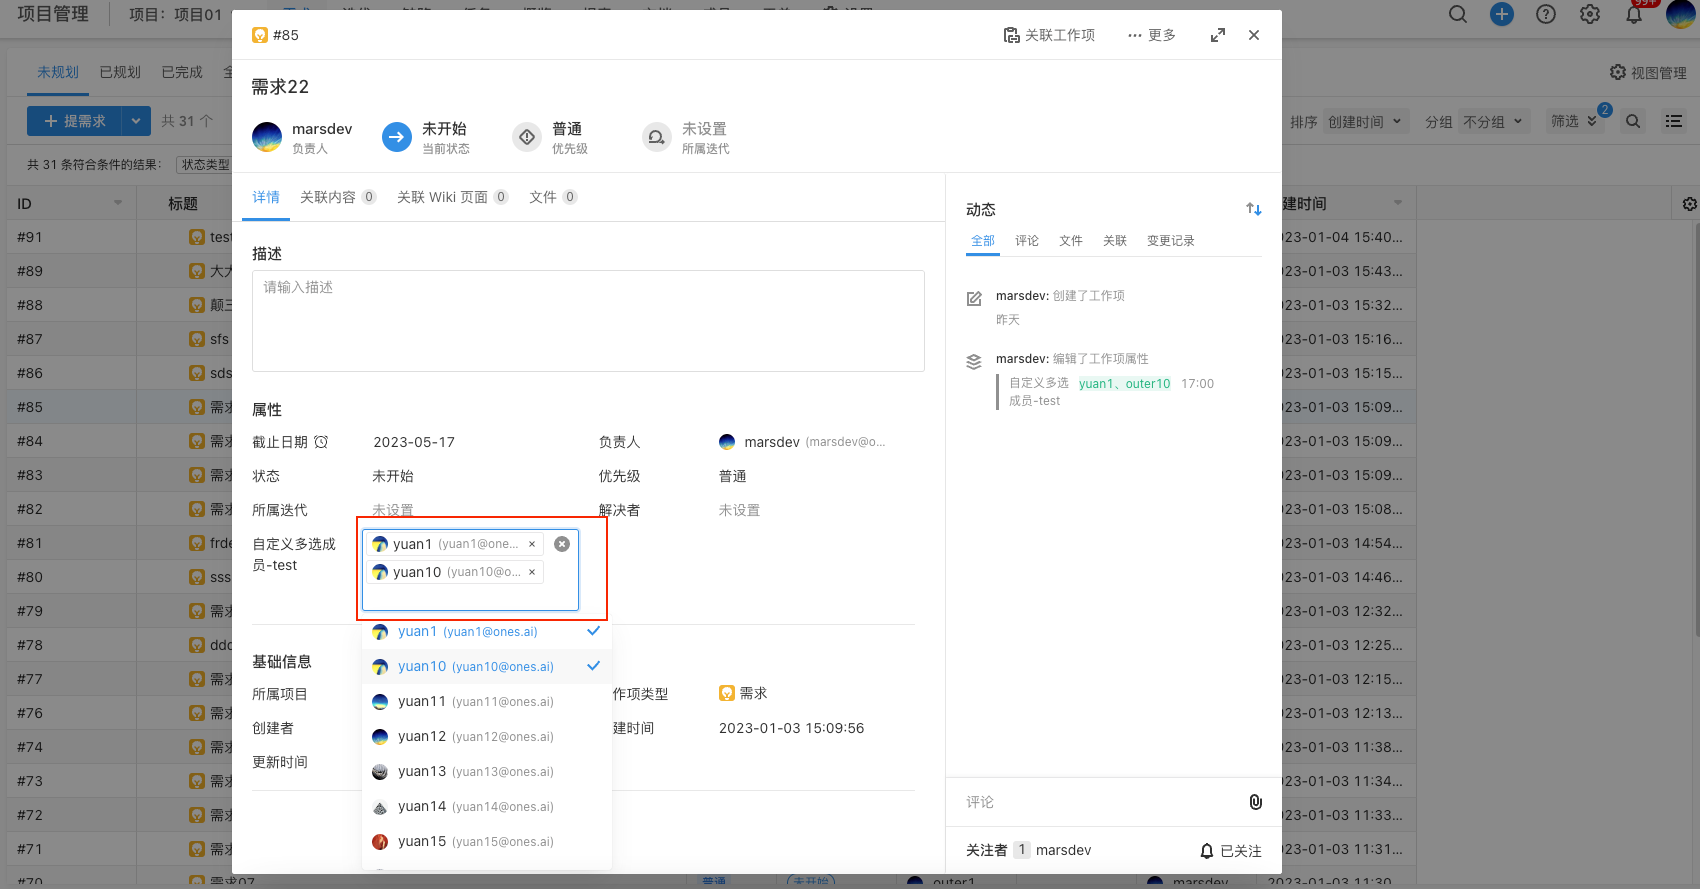 项目管理
项目：项目01
99+
未规划 已规划 已完成
视图管理
提需求 共 31 个
排序 创建时间 分组 不分组 筛选 2
共 31 条符合条件的结果: 状态类型
ID 标题 建时间
#91 test 23-01-04 15:40...
#89 大大 23-01-03 15:43...
#88 颠三 23-01-03 15:32...
#87 sfs 23-01-03 15:16...
#86 sds 23-01-03 15:15...
#85 需求 23-01-03 15:09...
#84 需求 23-01-03 15:09...
#83 需求 23-01-03 15:09...
#82 需求 23-01-03 15:08...
#81 frde 23-01-03 14:54...
#80 sss 23-01-03 14:46...
#79 需求 23-01-03 12:32...
#78 ddd 23-01-03 12:25...
#77 需求 23-01-03 12:15...
#76 需求 23-01-03 12:13...
#74 需求 23-01-03 11:38...
#73 需求 23-01-03 11:34...
#72 需求 23-01-03 11:33...
#71 需求 23-01-03 11:31...
#70 需求07 普通 未开始 outer1 marsdev 2023-01-03 11:30
#85
关联工作项 ··· 更多
需求22
marsdev
负责人
未开始
当前状态
普通
优先级
未设置
所属迭代
详情 关联内容 0 关联 Wiki 页面 0 文件 0
描述
请输入描述
属性
截止日期 2023-05-17 负责人 marsdev (marsdev@o...
状态 未开始 优先级 普通
所属迭代 未设置 解决者 未设置
自定义多选成
员-test
yuan1 (yuan1@one... ×
yuan10 (yuan10@o... ×
yuan1 (yuan1@ones.ai)
yuan10 (yuan10@ones.ai)
yuan11 (yuan11@ones.ai)
yuan12 (yuan12@ones.ai)
yuan13 (yuan13@ones.ai)
yuan14 (yuan14@ones.ai)
yuan15 (yuan15@ones.ai)
基础信息
所属项目 作项类型 需求
创建者 建时间 2023-01-03 15:09:56
更新时间
动态
全部 评论 文件 关联 变更记录
marsdev: 创建了工作项
昨天
marsdev: 编辑了工作项属性
自定义多选 yuan1、outer10 17:00
成员-test
评论
关注者 1 marsdev 已关注